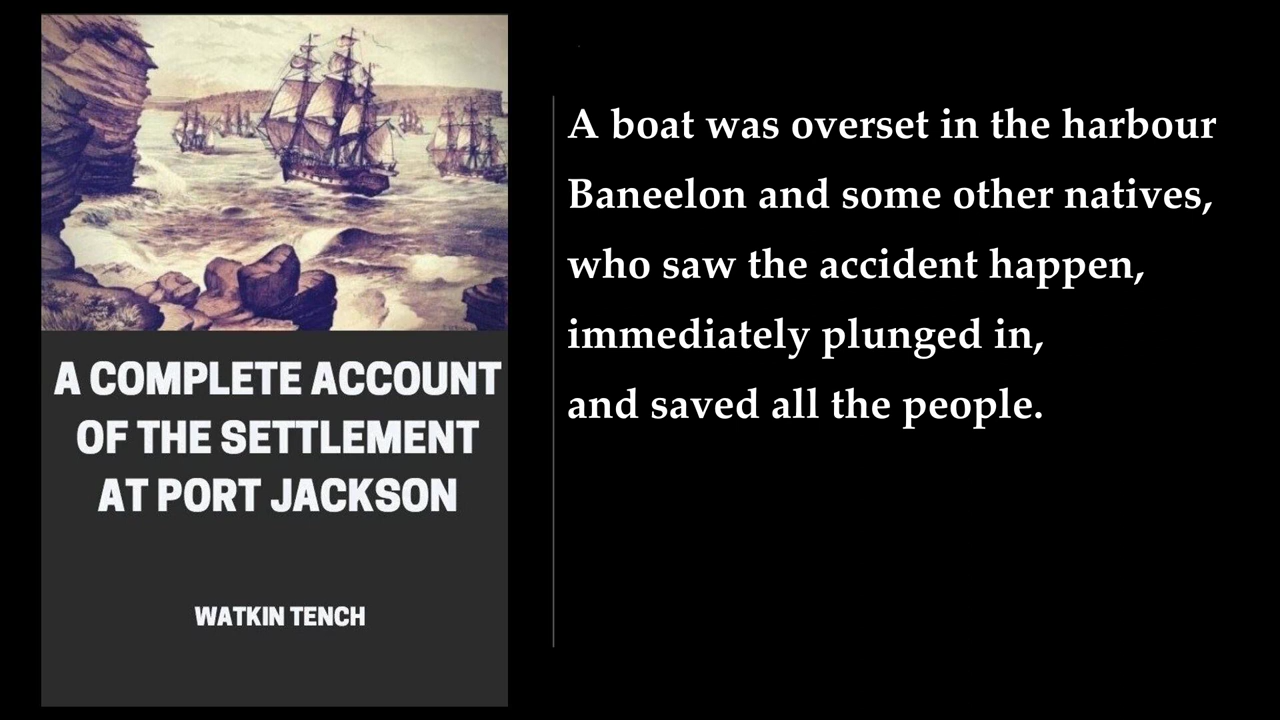 A COMPLETE ACCOUNT
OF THE SETTLEMENT
AT PORT JACKSON
WATKIN TENCH
A boat was overset in the harbour
Baneelon and some other natives,
who saw the accident happen,
immediately plunged in,
and saved all the people.